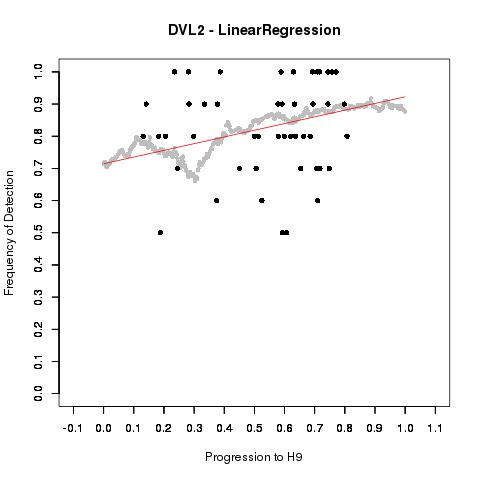 DVL2 - LinearRegression
Frequency of Detection
1.0
0.9
0.8
0.7
0.6
0.5
0.4
0.3
0.2
0.1
0.0
-0.1 0.0 0.1 0.2 0.3 0.4 0.5 0.6 0.7 0.8 0.9 1.0 1.1
Progression to H9